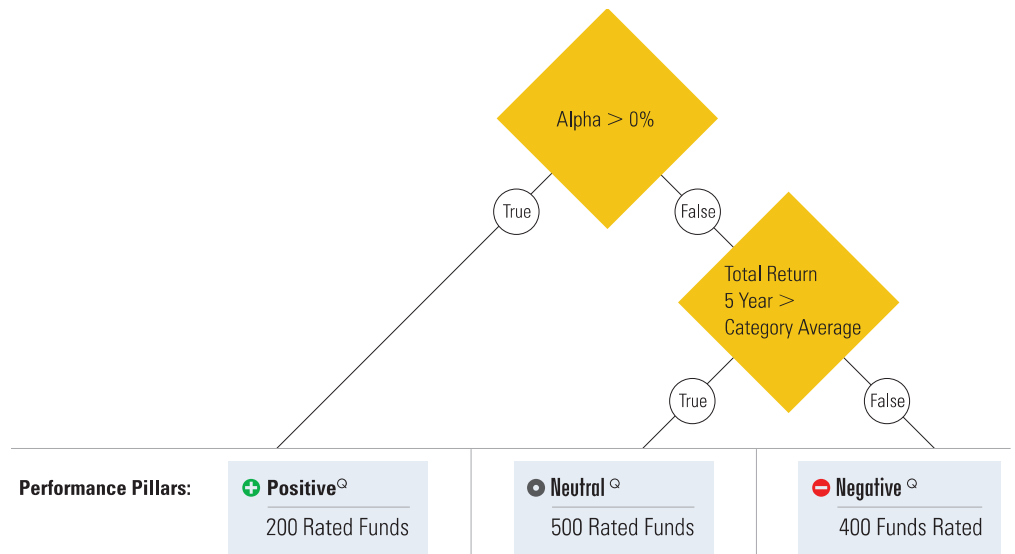 Alpha > 0%
True
False
Total Return
5 Year >
Category Average
True
False
Performance Pillars:
Positive Q
200 Rated Funds
Neutral Q
500 Rated Funds
Negative Q
400 Funds Rated